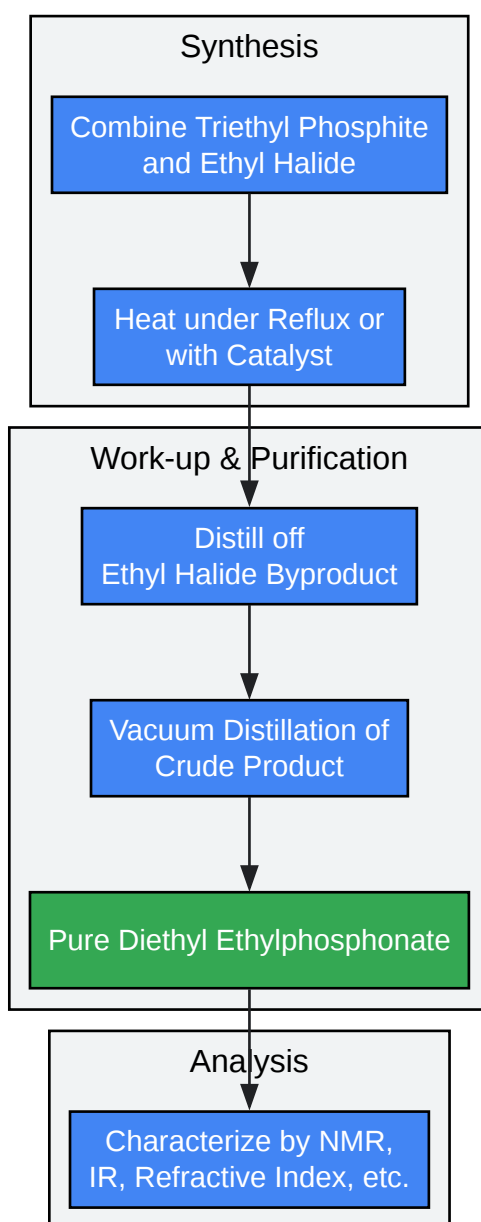 Synthesis
Combine Triethyl Phosphite
and Ethyl Halide
Heat under Reflux or
with Catalyst
Work-up & Purification
Distill off
Ethyl Halide Byproduct
Vacuum Distillation of
Crude Product
Pure Diethyl Ethylphosphonate
Analysis
Characterize by NMR,
IR, Refractive Index, etc.